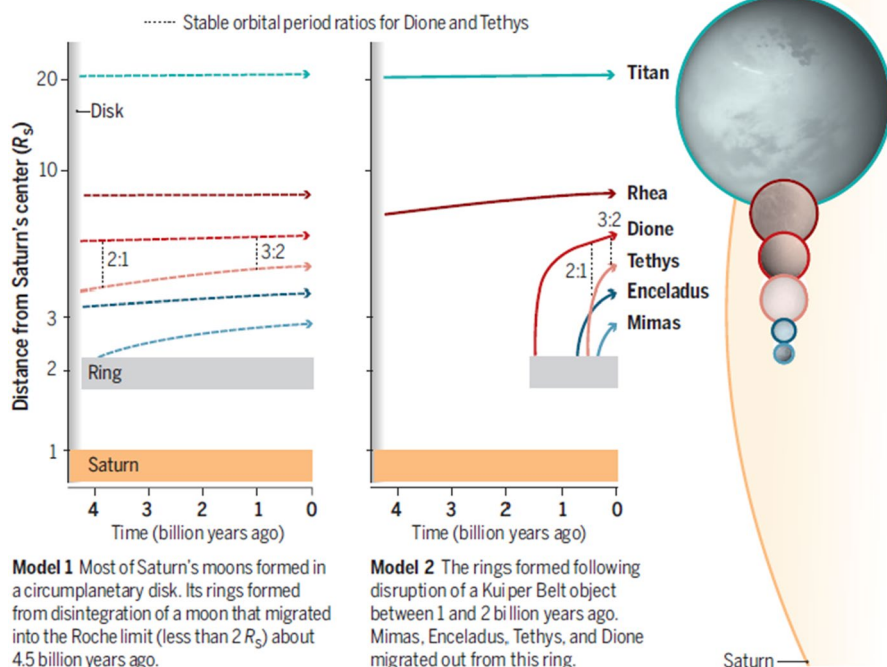 Stable orbital period ratios for Dione and Tethys
Distance from Saturn's center (Rs)
20
10
3
2
1
Disk
2:1
3:2
Ring
Saturn
4 3 2 1 0
Time (billion years ago)
Titan
Rhea
3:2
Dione
Tethys
2:1
Enceladus
Mimas
4 3 2 1 0
Time (billion years ago)
Model 1 Most of Saturn's moons formed in
a circumplanetary disk. Its rings formed
from disintegration of a moon that migrated
into the Roche limit (less than 2 Rs) about
4.5 billion years ago.
Model 2 The rings formed following
disruption of a Kuiper Belt object
between 1 and 2 billion years ago.
Mimas, Enceladus, Tethys, and Dione
migrated out from this ring.
Saturn